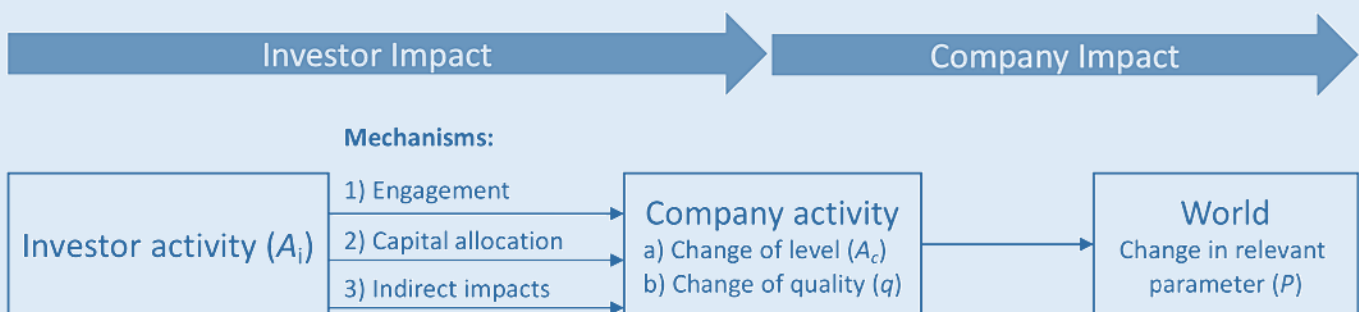 Investor Impact
Company Impact
Mechanisms:
Investor activity (Ai)
1) Engagement
2) Capital allocation
3) Indirect impacts
Company activity
a) Change of level (Ac)
b) Change of quality (q)
World
Change in relevant
parameter (P)